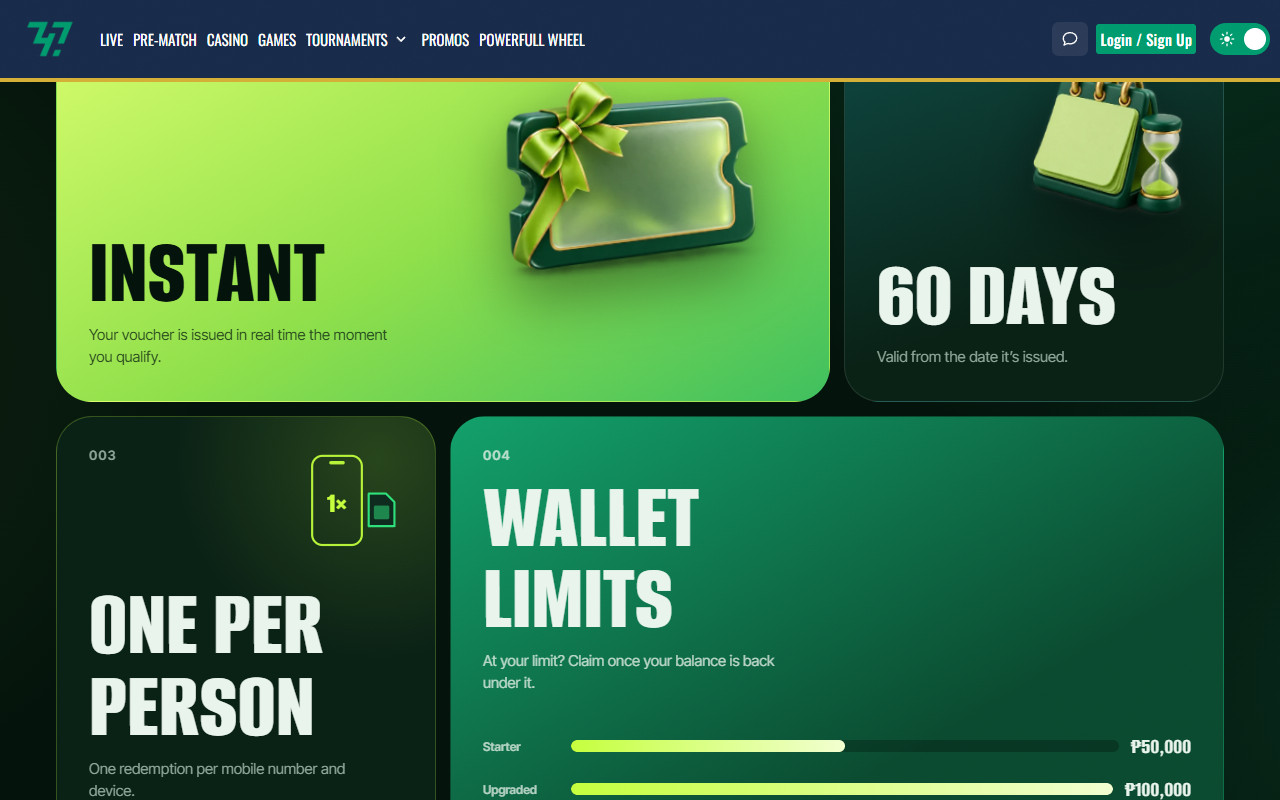 747
LIVE PRE-MATCH CASINO GAMES TOURNAMENTS PROMOS POWERFULL WHEEL
Login / Sign Up
INSTANT
Your voucher is issued in real time the moment
you qualify.
60 DAYS
Valid from the date it’s issued.
003
1×
ONE PER
PERSON
One redemption per mobile number and
device.
004
WALLET
LIMITS
At your limit? Claim once your balance is back
under it.
Starter ₱50,000
Upgraded ₱100,000